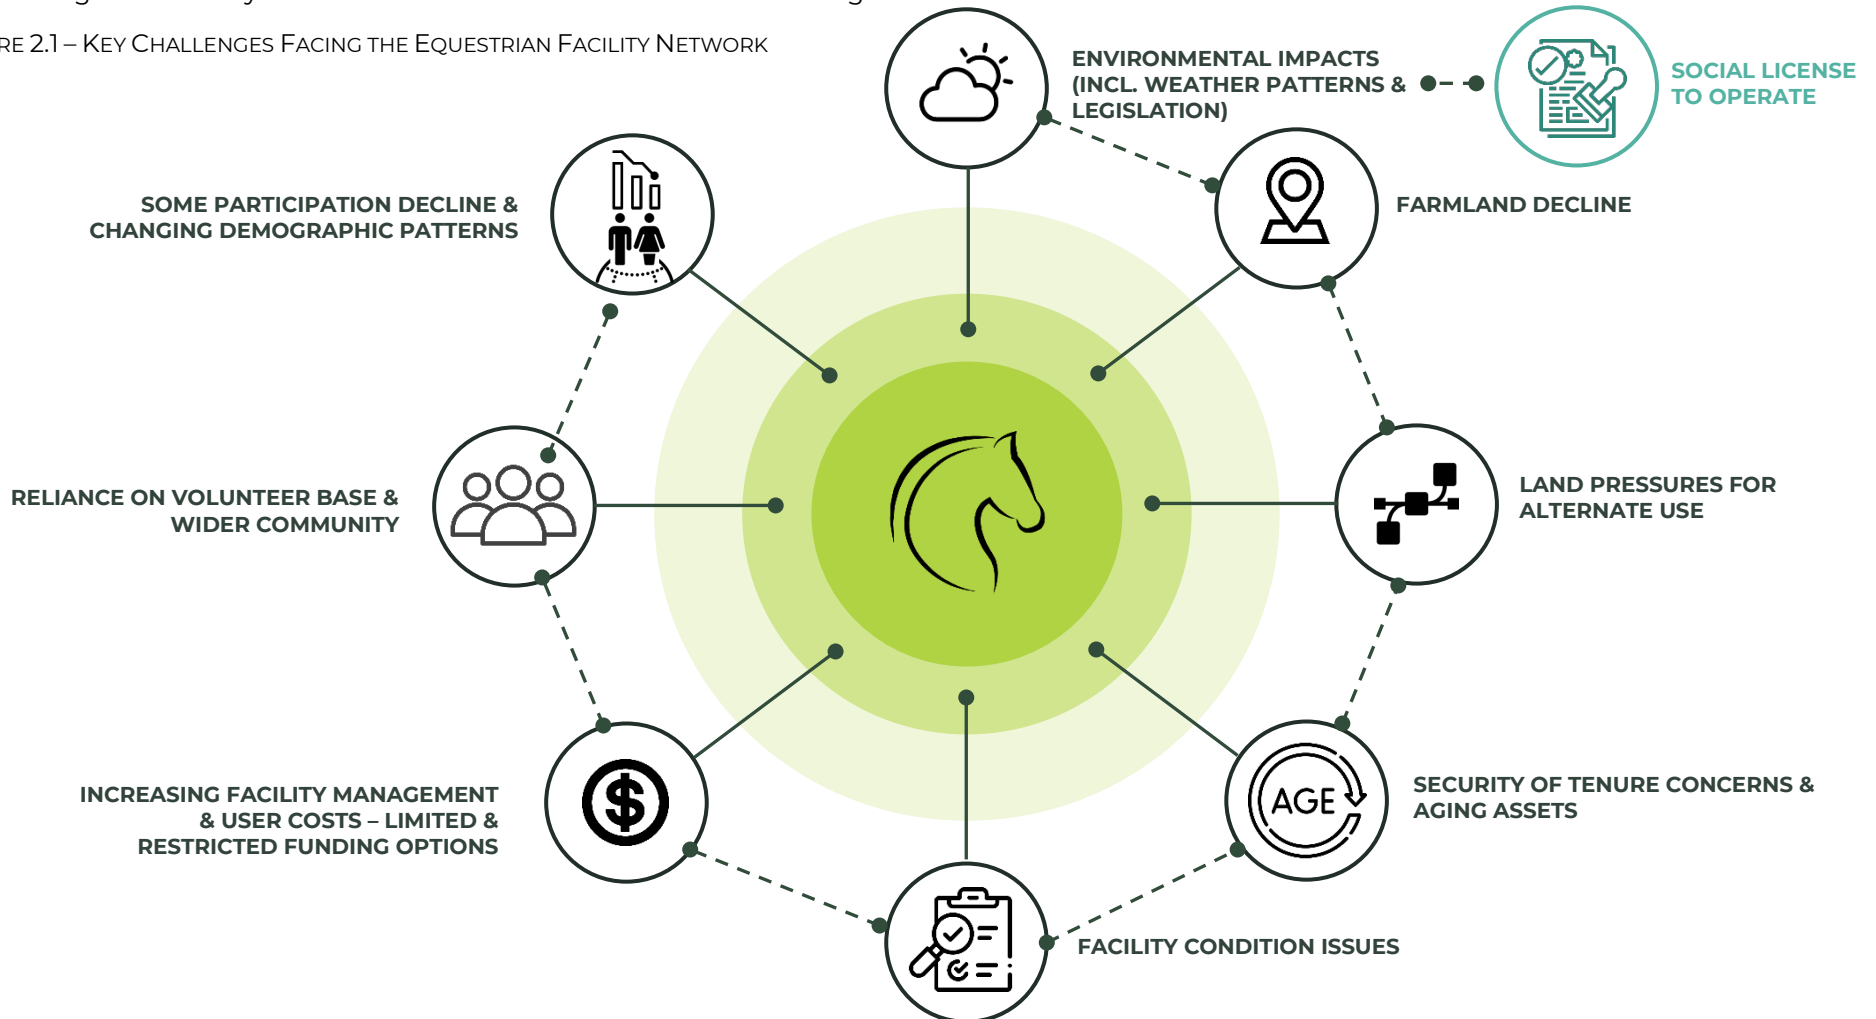 RE 2.1 – KEY CHALLENGES FACING THE EQUESTRIAN FACILITY NETWORK
ENVIRONMENTAL IMPACTS
(INCL. WEATHER PATTERNS &
LEGISLATION)
SOCIAL LICENSE
TO OPERATE
SOME PARTICIPATION DECLINE &
CHANGING DEMOGRAPHIC PATTERNS
FARMLAND DECLINE
RELIANCE ON VOLUNTEER BASE &
WIDER COMMUNITY
LAND PRESSURES FOR
ALTERNATE USE
INCREASING FACILITY MANAGEMENT
& USER COSTS – LIMITED &
RESTRICTED FUNDING OPTIONS
$
AGE
SECURITY OF TENURE CONCERNS &
AGING ASSETS
FACILITY CONDITION ISSUES